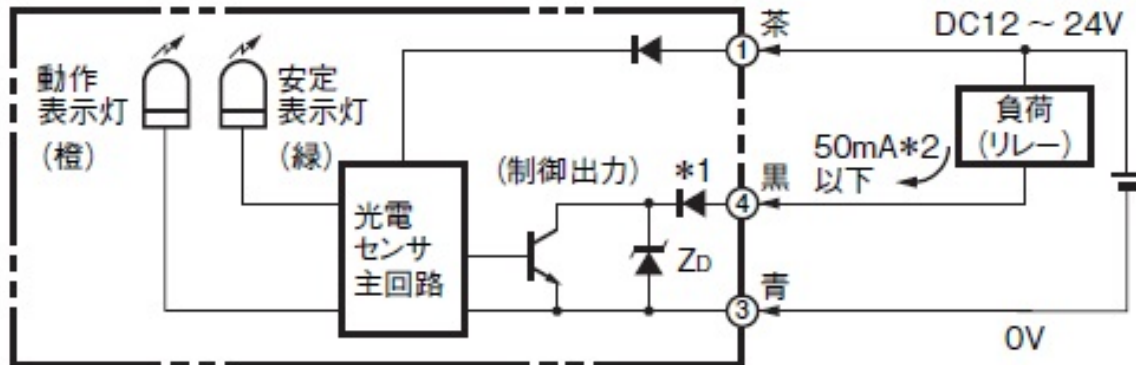 動作
表示灯
(橙)
安定
表示灯
(緑)
光電
センサ
主回路
(制御出力)
*1
ZD
① 茶
④ 黒
③ 青
DC12 ~ 24V
負荷
(リレー)
50mA*2
以下
0V